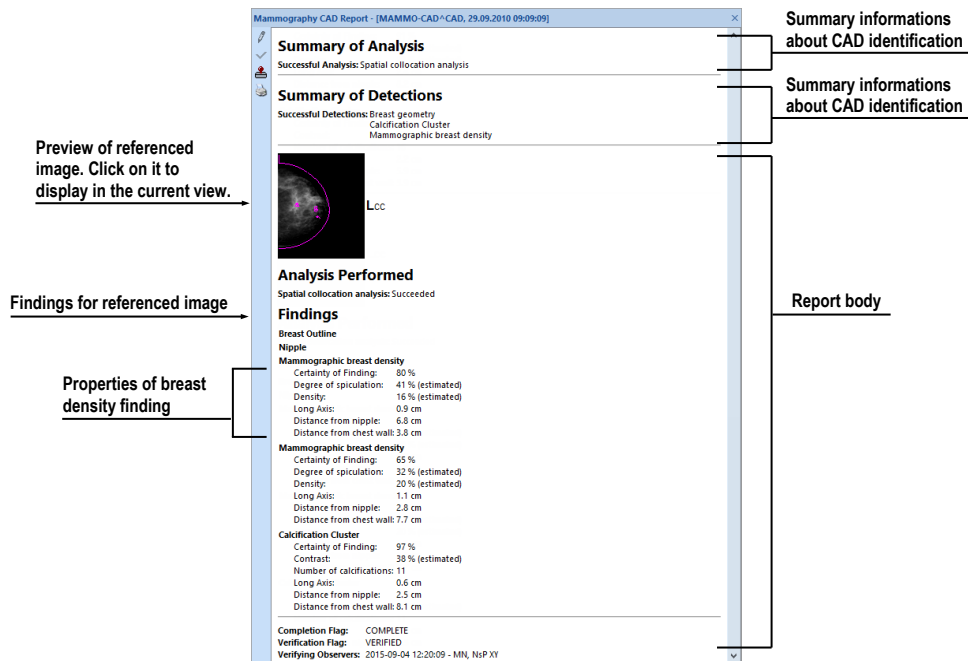 Mammography CAD Report - [MAMMO-CAD^CAD, 29.09.2010 09:09:09]
Summary of Analysis
Successful Analysis: Spatial collocation analysis
Summary informations
about CAD identification
Summary of Detections
Successful Detections: Breast geometry
Calcification Cluster
Mammographic breast density
Summary informations
about CAD identification
Preview of referenced
image. Click on it to
display in the current view.
LCC
Analysis Performed
Spatial collocation analysis: Succeeded
Findings for referenced image
Findings
Report body
Breast Outline
Nipple
Mammographic breast density
Certainty of Finding: 80 %
Degree of spiculation: 41 % (estimated)
Density: 16 % (estimated)
Long Axis: 0.9 cm
Distance from nipple: 6.8 cm
Distance from chest wall: 3.8 cm
Properties of breast
density finding
Mammographic breast density
Certainty of Finding: 65 %
Degree of spiculation: 32 % (estimated)
Density: 20 % (estimated)
Long Axis: 1.1 cm
Distance from nipple: 2.8 cm
Distance from chest wall: 7.7 cm
Calcification Cluster
Certainty of Finding: 97 %
Contrast: 38 % (estimated)
Number of calcifications: 11
Long Axis: 0.6 cm
Distance from nipple: 2.5 cm
Distance from chest wall: 8.1 cm
Completion Flag: COMPLETE
Verification Flag: VERIFIED
Verifying Observers: 2015-09-04 12:20:09 - MN, NsP XY